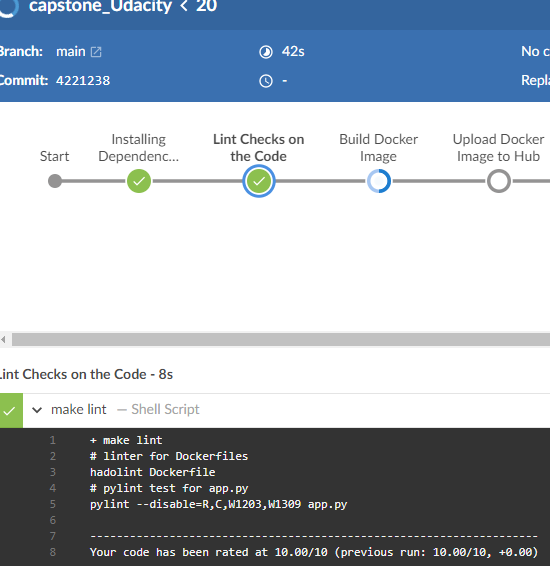 capstone_Udacity < 20
Branch: main
42s
No c
Commit: 4221238
-
Repla
Start
Installing
Dependenc...
Lint Checks on
the Code
Build Docker
Image
Upload Docker
Image to Hub
Lint Checks on the Code - 8s
make lint — Shell Script
1 + make lint
2 # linter for Dockerfiles
3 hadolint Dockerfile
4 # pylint test for app.py
5 pylint --disable=R,C,W1203,W1309 app.py
6
7 --------------------------------------------------------------------
8 Your code has been rated at 10.00/10 (previous run: 10.00/10, +0.00)